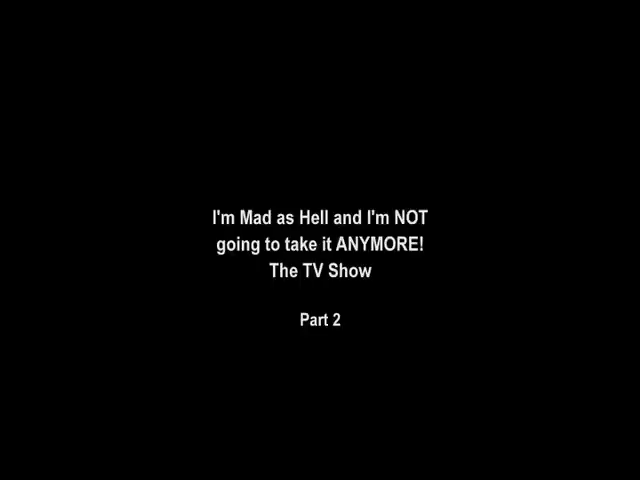 I'm Mad as Hell and I'm NOT
going to take it ANYMORE!
The TV Show
Part 2